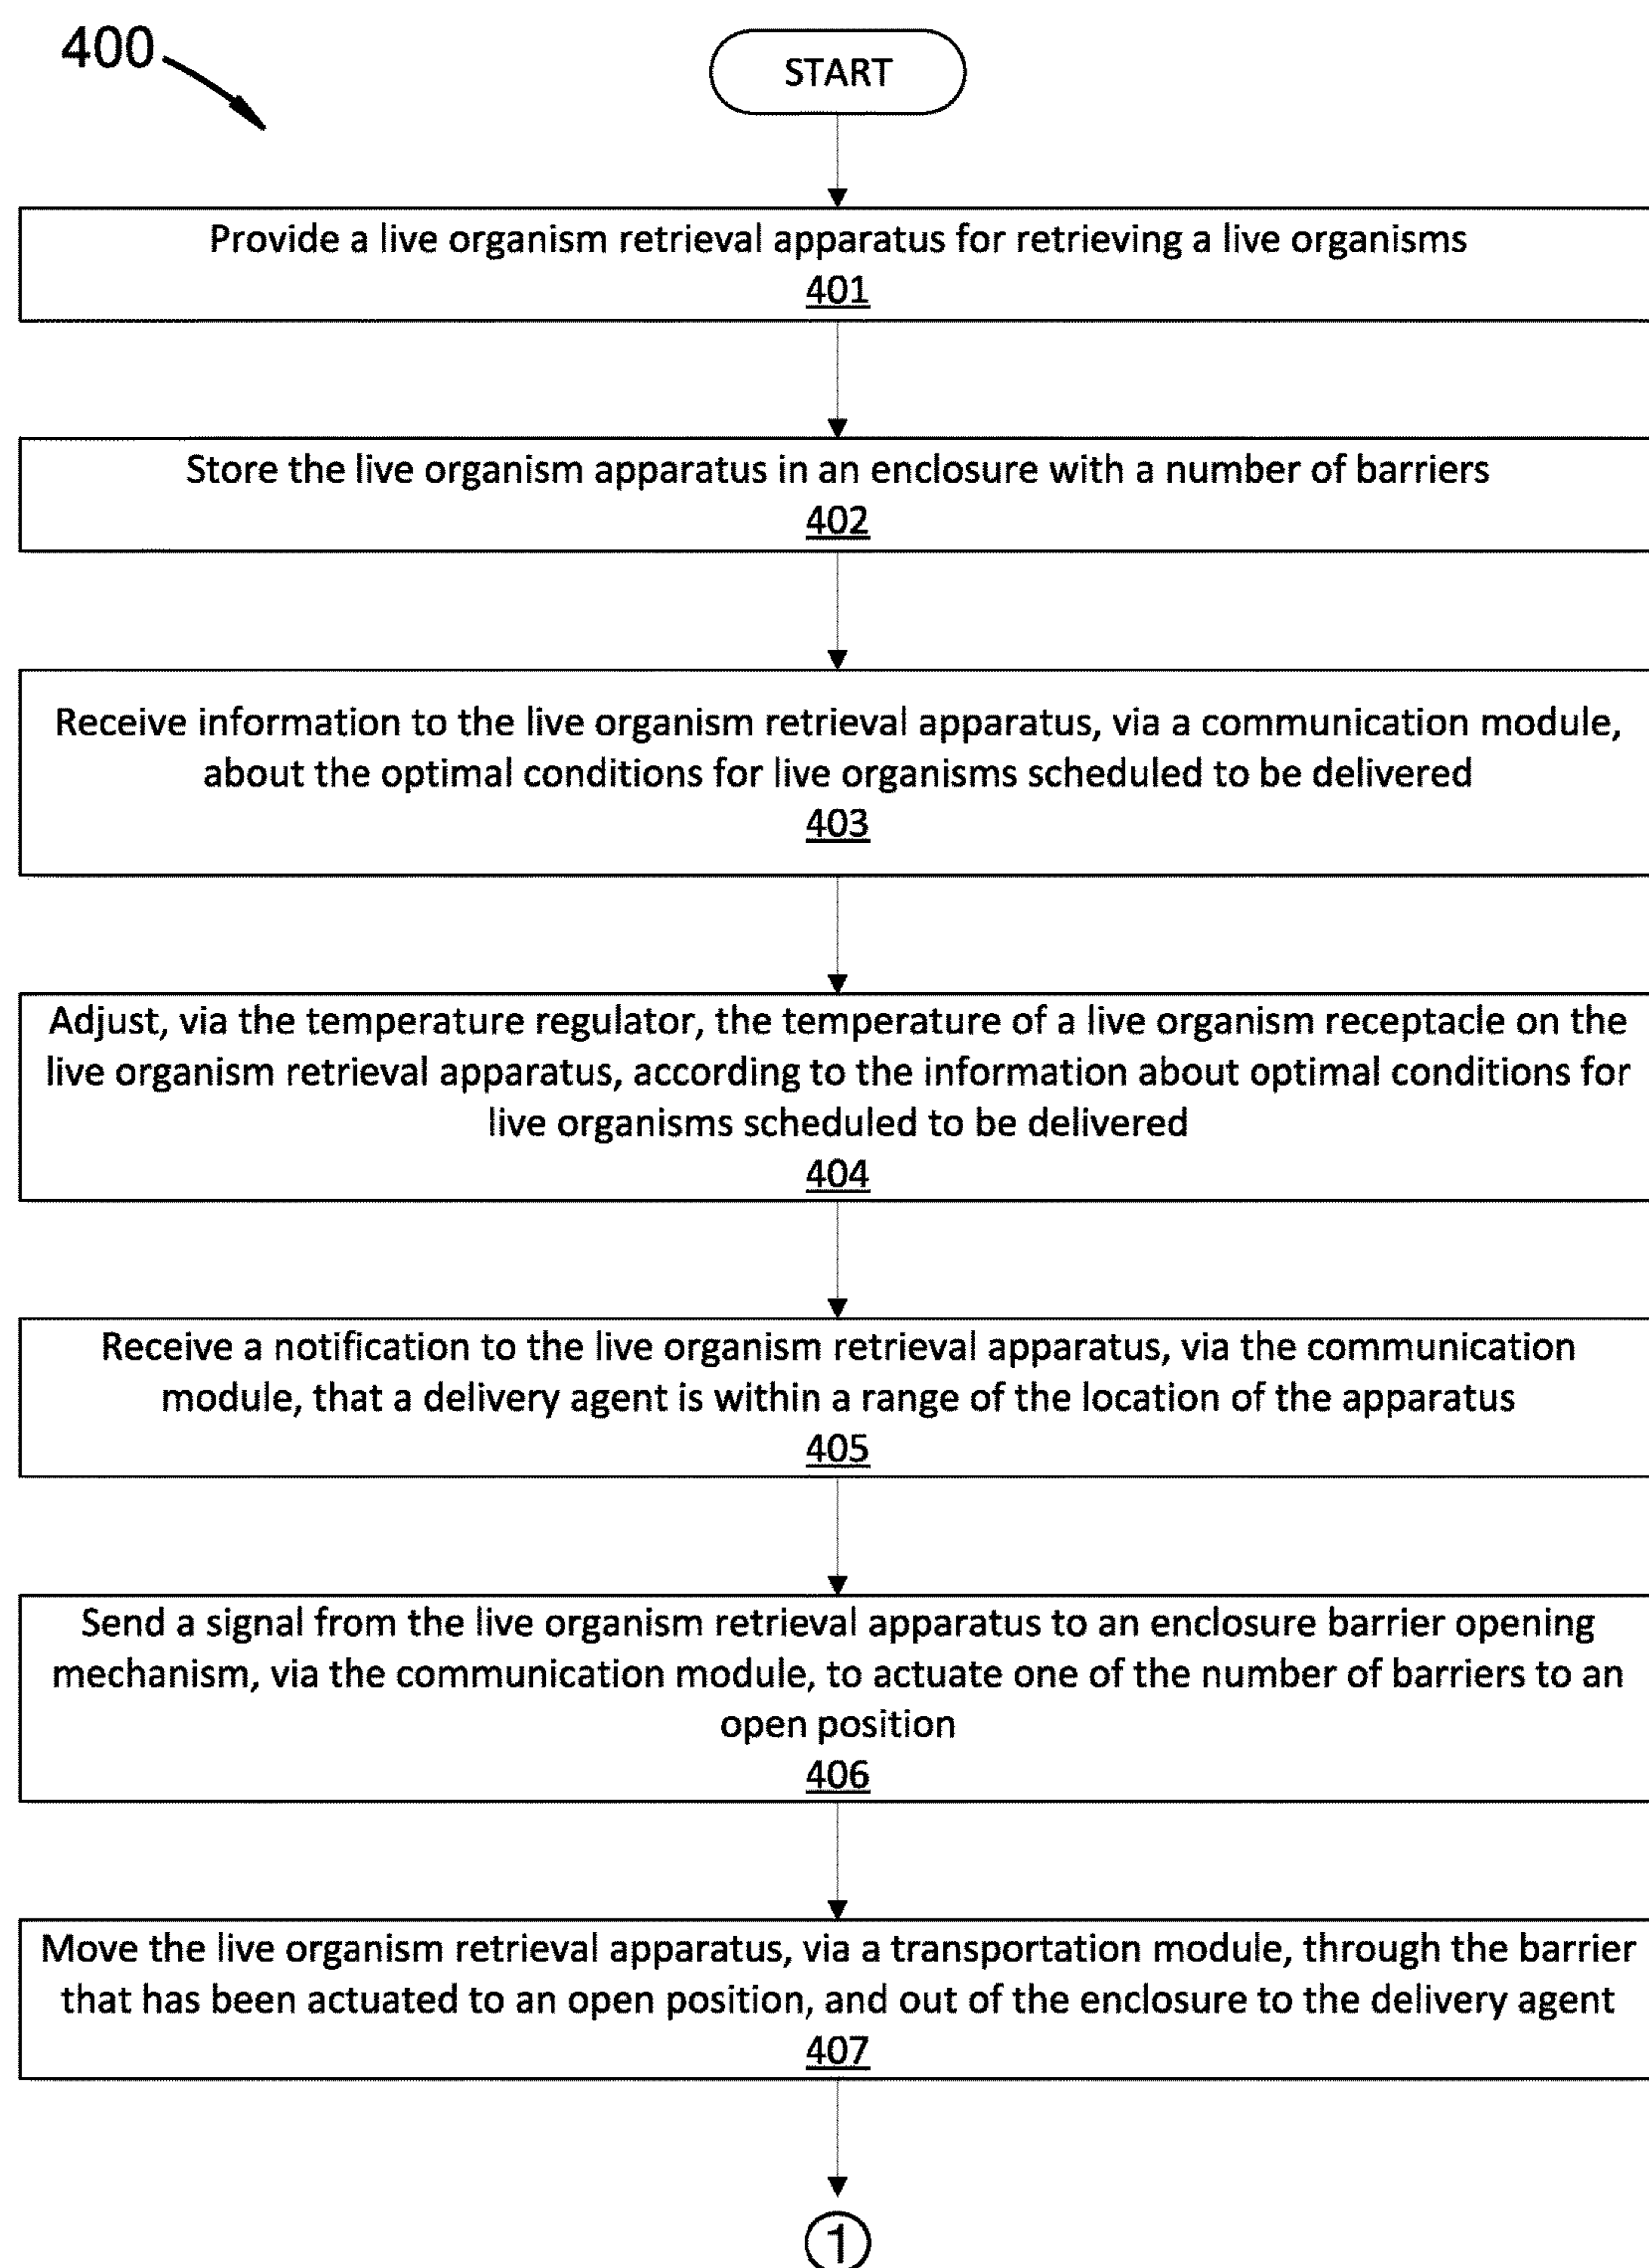 400
START
Provide a live organism retrieval apparatus for retrieving a live organisms
401
Store the live organism apparatus in an enclosure with a number of barriers
402
Receive information to the live organism retrieval apparatus, via a communication module,
about the optimal conditions for live organisms scheduled to be delivered
403
Adjust, via the temperature regulator, the temperature of a live organism receptacle on the
live organism retrieval apparatus, according to the information about optimal conditions for
live organisms scheduled to be delivered
404
Receive a notification to the live organism retrieval apparatus, via the communication
module, that a delivery agent is within a range of the location of the apparatus
405
Send a signal from the live organism retrieval apparatus to an enclosure barrier opening
mechanism, via the communication module, to actuate one of the number of barriers to an
open position
406
Move the live organism retrieval apparatus, via a transportation module, through the barrier
that has been actuated to an open position, and out of the enclosure to the delivery agent
407
1